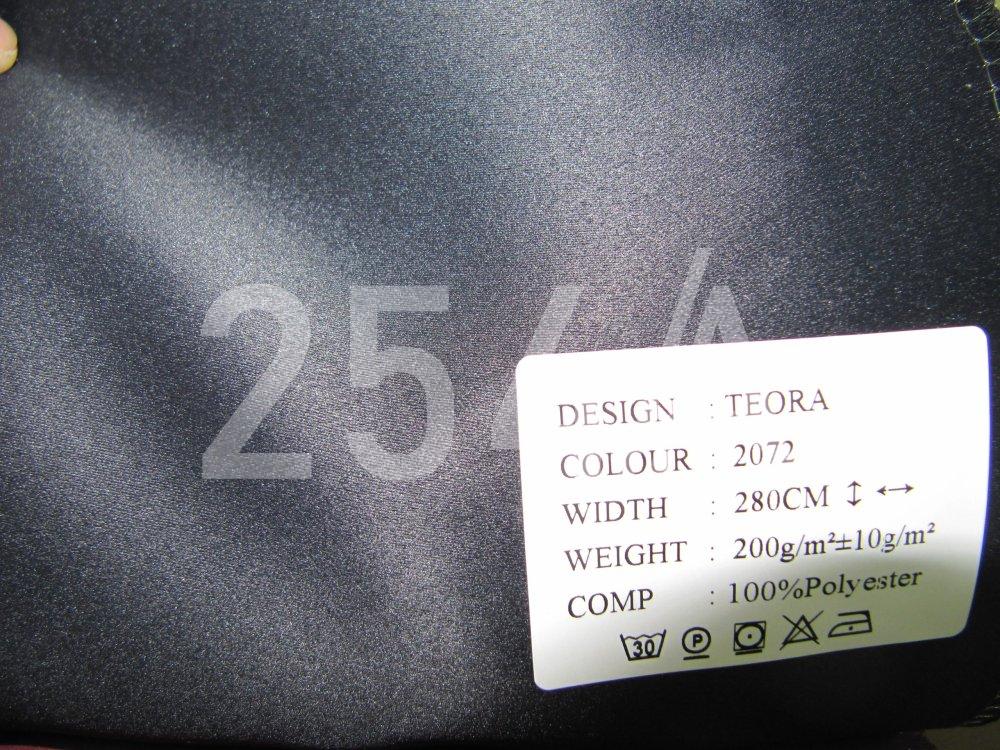 254/A
DESIGN : TEORA
COLOUR : 2072
WIDTH : 280CM ↕ ↔
WEIGHT : 200g/m²±10g/m²
COMP : 100%Polyester
30 P